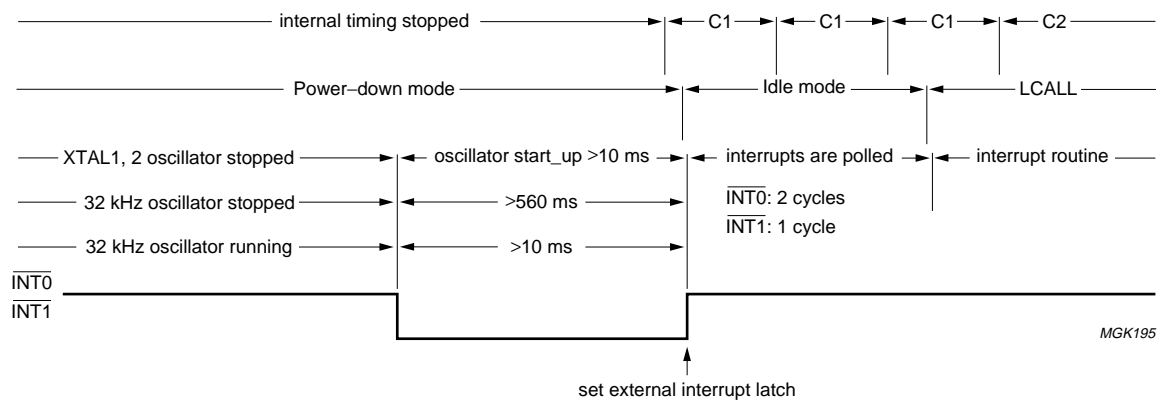 internal timing stopped C1 C1 C1 C2
Power–down mode Idle mode LCALL
XTAL1, 2 oscillator stopped oscillator start_up >10 ms interrupts are polled interrupt routine
32 kHz oscillator stopped >560 ms INT0: 2 cycles
INT1: 1 cycle
32 kHz oscillator running >10 ms
INT0
INT1
MGK195
set external interrupt latch